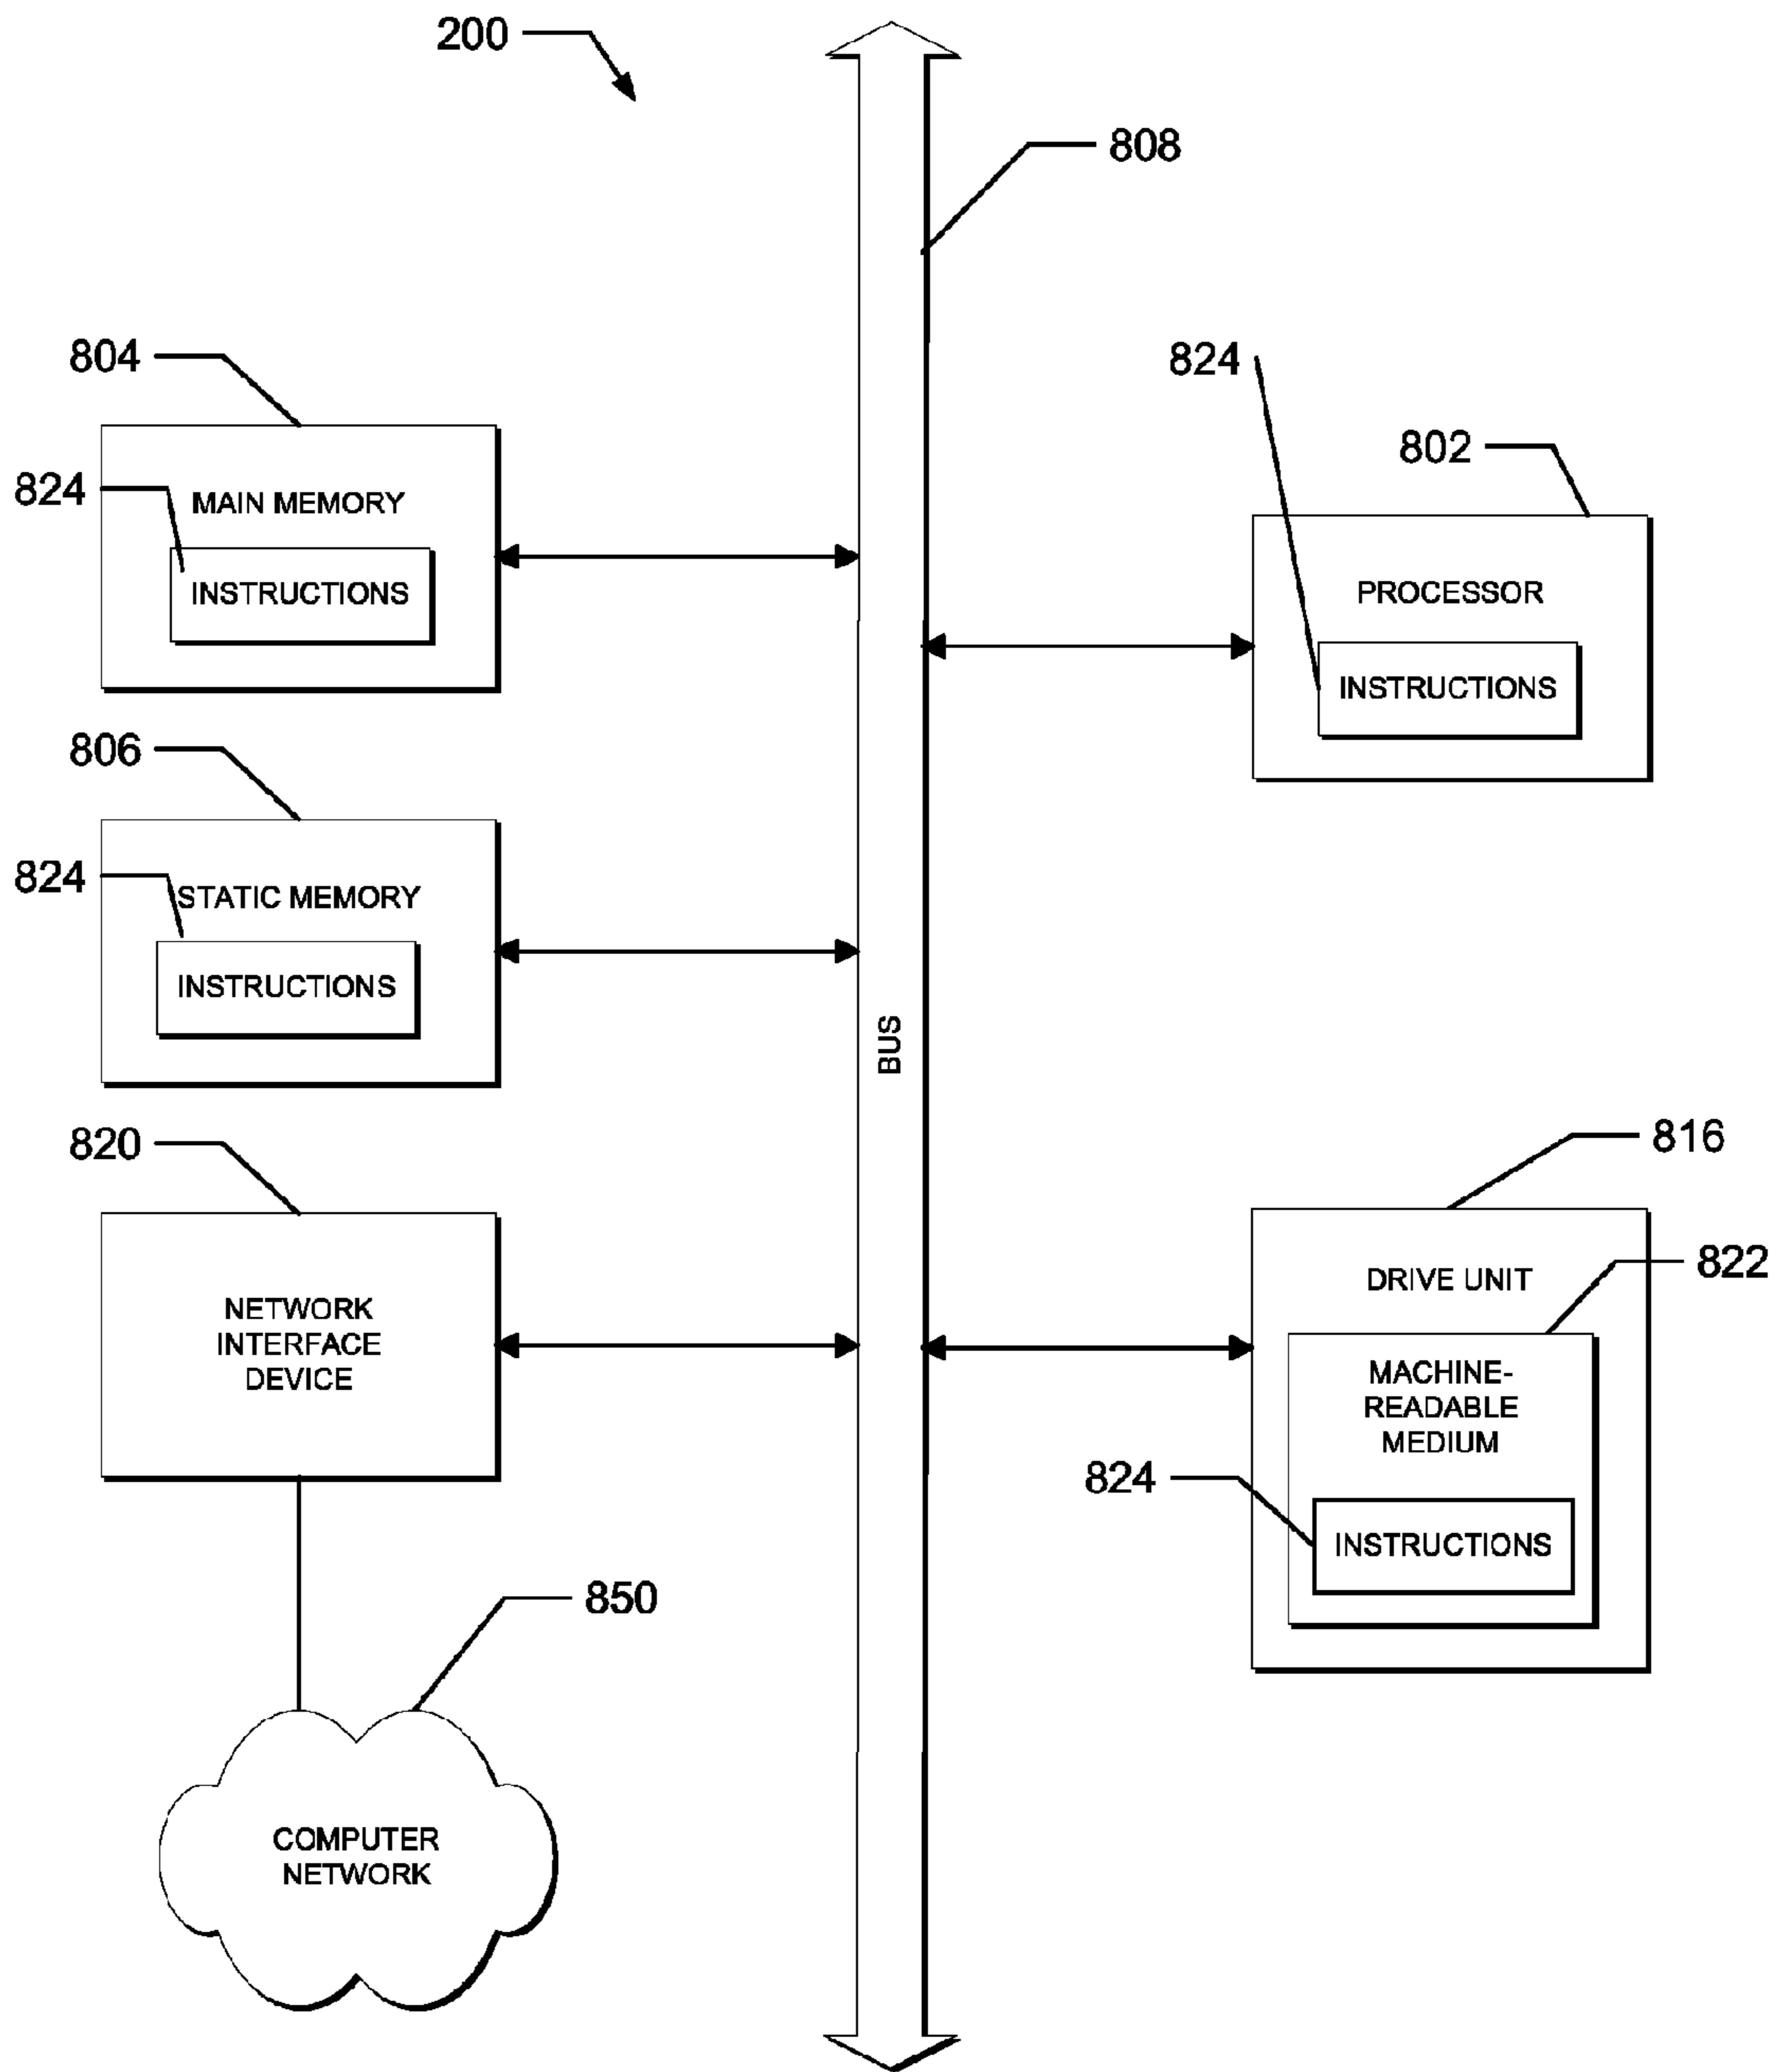 200
808
804
824
MAIN MEMORY
INSTRUCTIONS
824
802
PROCESSOR
INSTRUCTIONS
806
824
STATIC MEMORY
INSTRUCTIONS
BUS
820
NETWORK
INTERFACE
DEVICE
816
822
DRIVE UNIT
MACHINE-
READABLE
MEDIUM
824
INSTRUCTIONS
850
COMPUTER
NETWORK